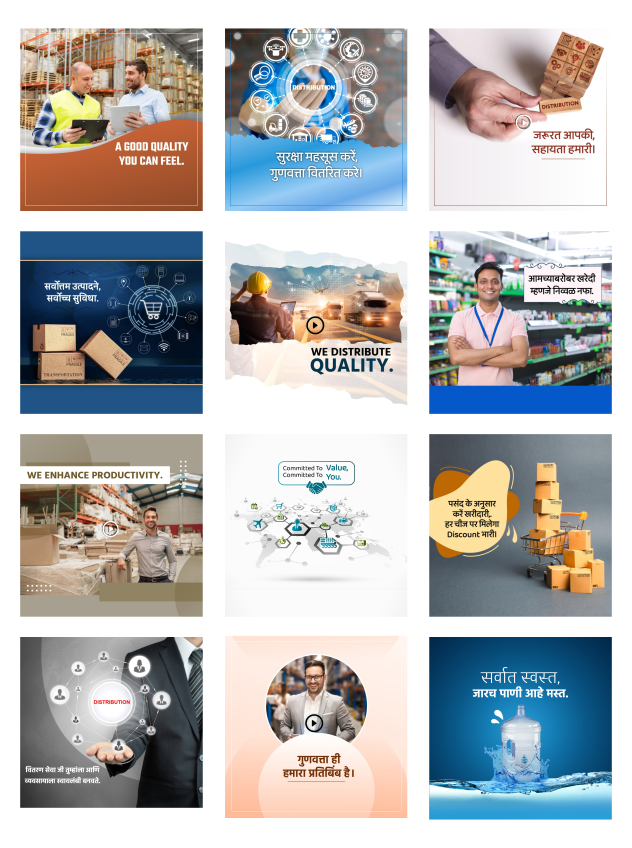 A GOOD QUALITY
YOU CAN FEEL.
DISTRIBUTION
सुरक्षा महसूस करें,
गुणवत्ता वितरित करे।
DISTRIBUTION
जरूरत आपकी,
सहायता हमारी।
सर्वोत्तम उत्पादने,
सर्वोच्च सुविधा.
FRAGILE
FRAGILE
TRANSPORTATION
WE DISTRIBUTE
QUALITY.
आमच्याबरोबर खरेदी
म्हणजे निव्वळ नफा.
WE ENHANCE PRODUCTIVITY.
Committed To Value,
Committed To You.
पसंद के अनुसार
करें खरीदारी,
हर चीज पर मिलेगा
Discount भारी।
DISTRIBUTION
वितरण सेवा जी तुम्हांला आणि
व्यवसायाला स्वावलंबी बनवते.
गुणवत्ता ही
हमारा प्रतिबिंब है।
सर्वात स्वस्त,
जारच पाणी आहे मस्त.